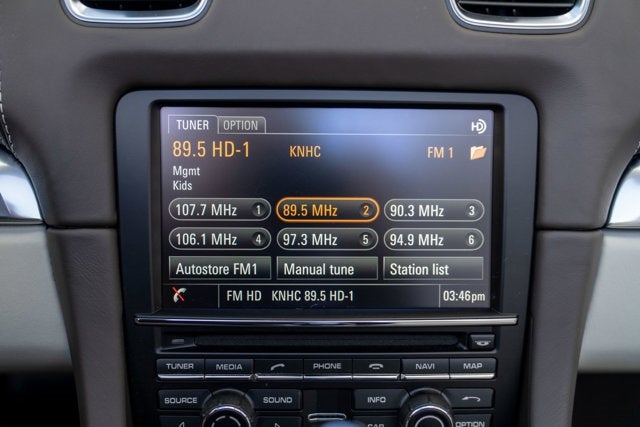 TUNER OPTION HD
89.5 HD-1 KNHC FM 1
Mgmt
Kids
107.7 MHz 1 89.5 MHz 2 90.3 MHz 3
106.1 MHz 4 97.3 MHz 5 94.9 MHz 6
Autostore FM1 Manual tune Station list
FM HD KNHC 89.5 HD-1 03:46pm
TUNER MEDIA PHONE NAVI MAP
SOURCE SOUND INFO
CAR OPTION